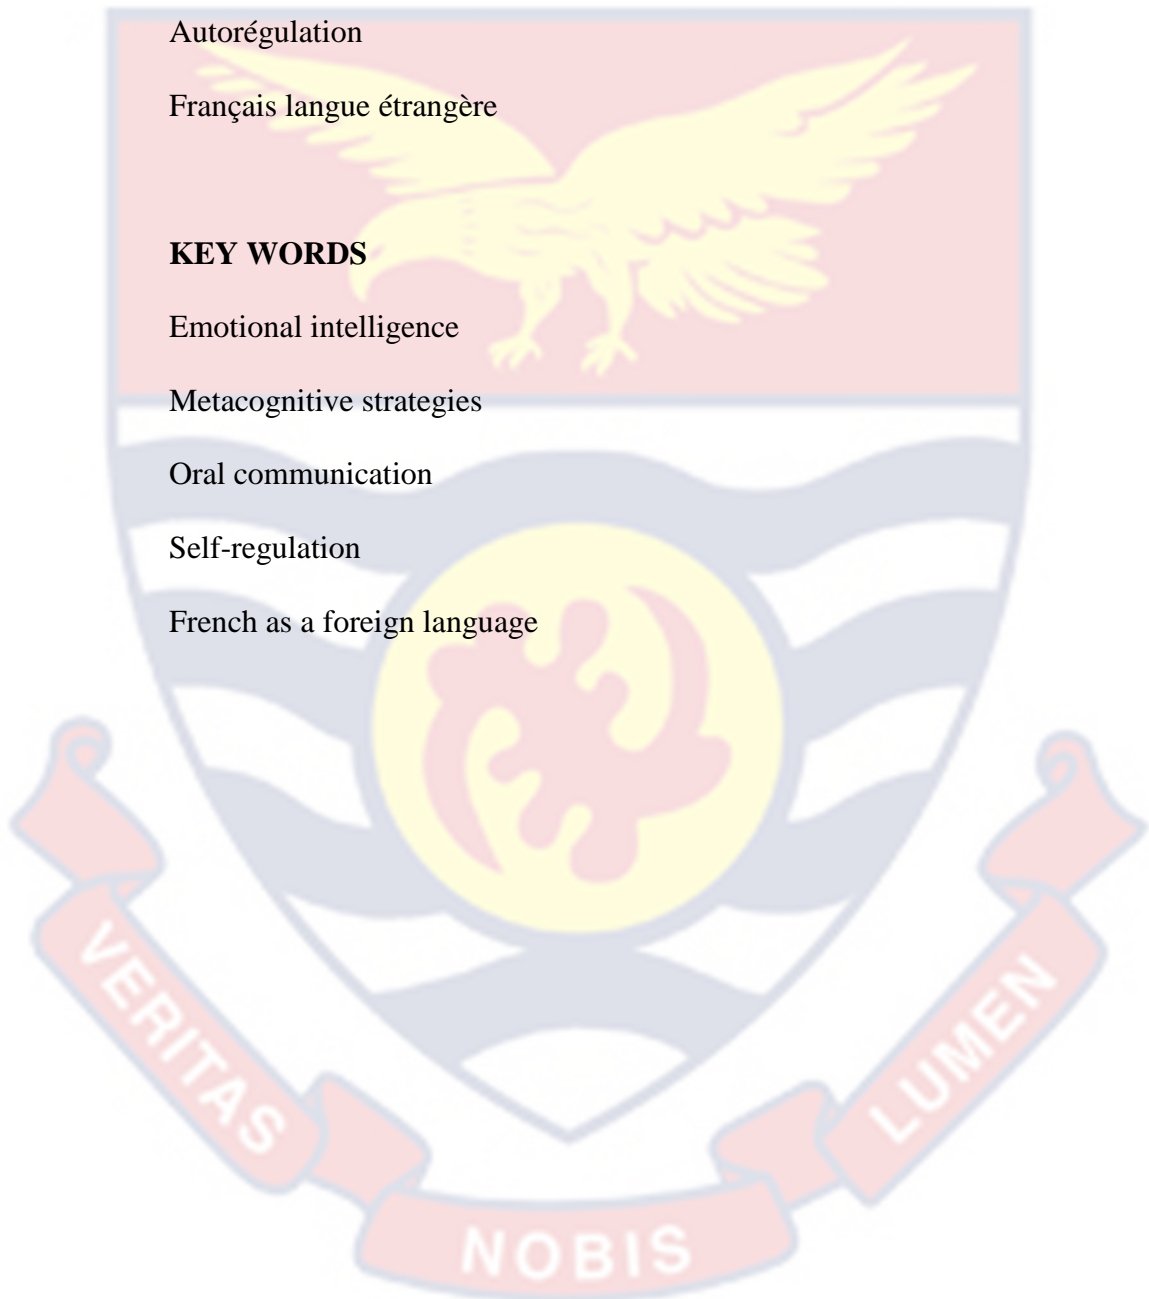 Autorégulation
Français langue étrangère
KEY WORDS
Emotional intelligence
Metacognitive strategies
Oral communication
Self-regulation
French as a foreign language
VERITAS
NOBIS
LUMEN